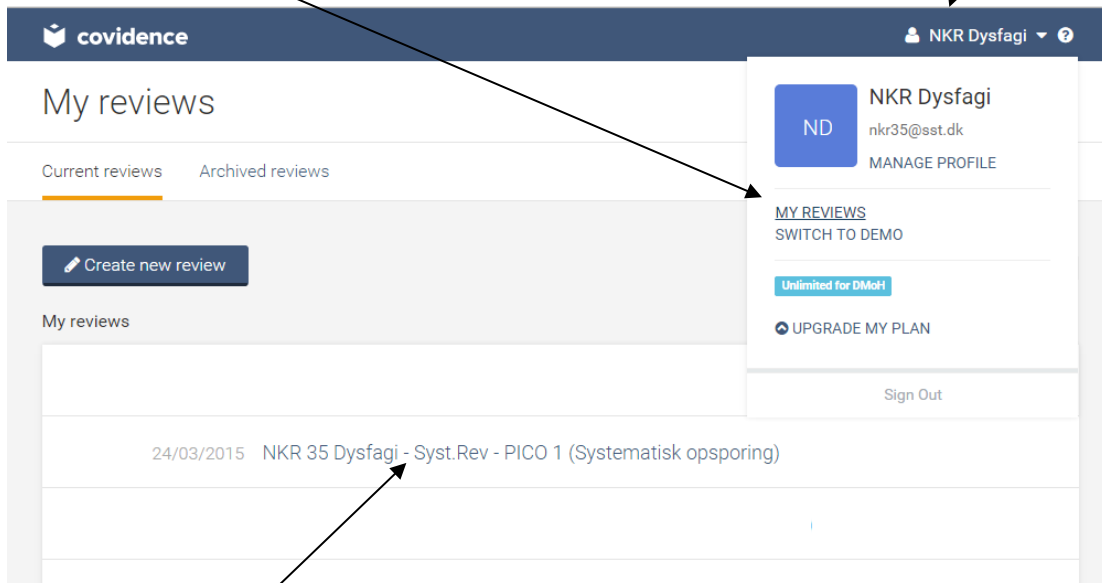 covidence
NKR Dysfagi
My reviews
ND
NKR Dysfagi
nkr35@sst.dk
MANAGE PROFILE
Current reviews Archived reviews
MY REVIEWS
SWITCH TO DEMO
Create new review
Unlimited for DMoH
My reviews
UPGRADE MY PLAN
Sign Out
24/03/2015 NKR 35 Dysfagi - Syst.Rev - PICO 1 (Systematisk opsporing)